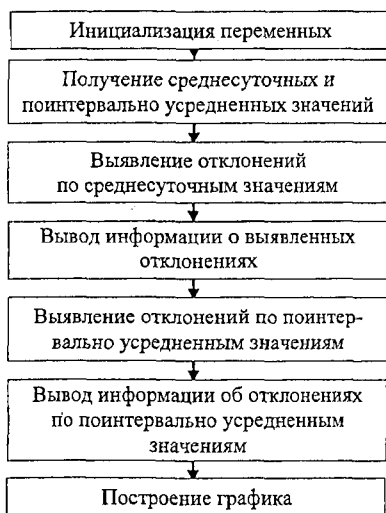 Инициализация переменных
Получение среднесуточных и
поинтервально усредненных значений
Выявление отклонений
по среднесуточным значениям
Вывод информации о выявленных
отклонениях
Выявление отклонений по поинтер-
вально усредненным значениям
Вывод информации об отклонениях
по поинтервально усредненным
значениям
Построение графика